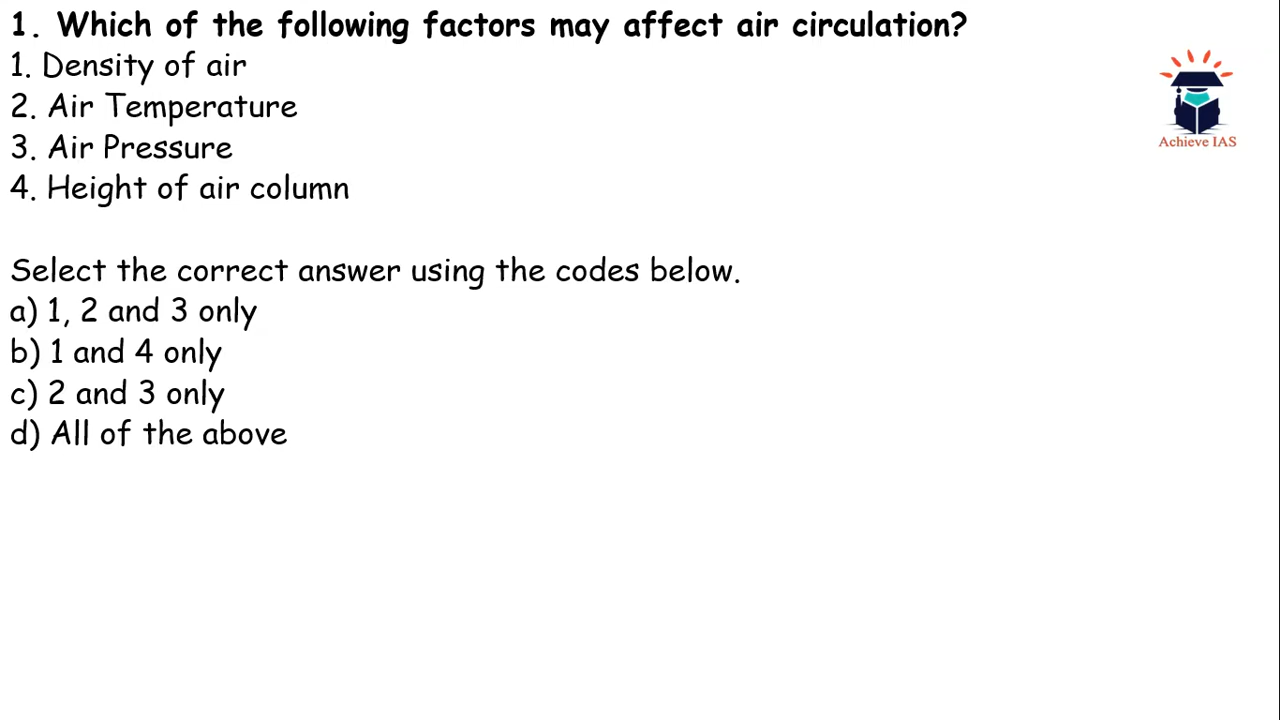 1. Which of the following factors may affect air circulation?
1. Density of air
2. Air Temperature
3. Air Pressure
4. Height of air column
Select the correct answer using the codes below.
a) 1, 2 and 3 only
b) 1 and 4 only
c) 2 and 3 only
d) All of the above
Achieve IAS